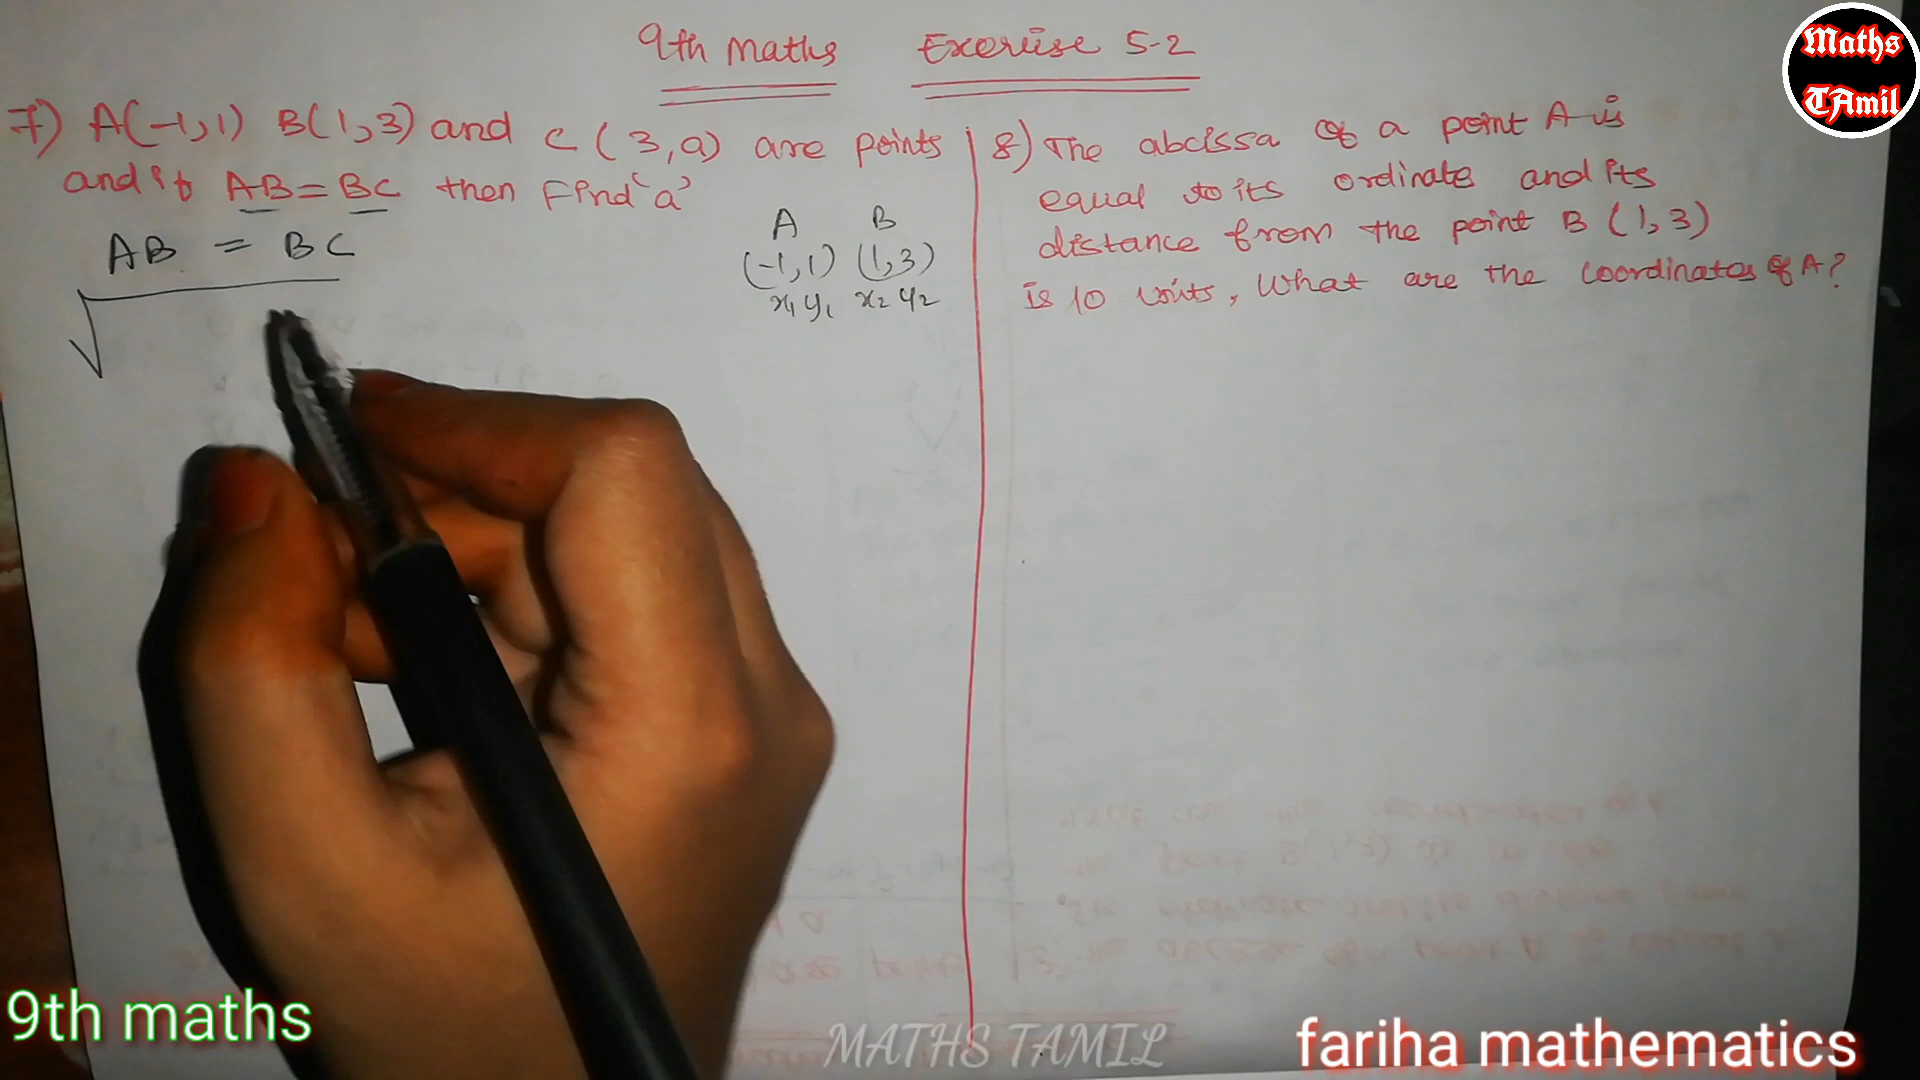 9th Maths Exercise 5-2
Maths
TAmil
7) A(-1,1) B(1,3) and C (3,a) are points
and if AB=BC then Find 'a'
AB = BC
A B
(-1,1) (1,3)
x₁ y₁ x₂ y₂
8) The abcissa of a point A is
equal to its ordinate and its
distance from the point B (1,3)
is 10 units, What are the coordinates of A?
9th maths
MATHS TAMIL
fariha mathematics